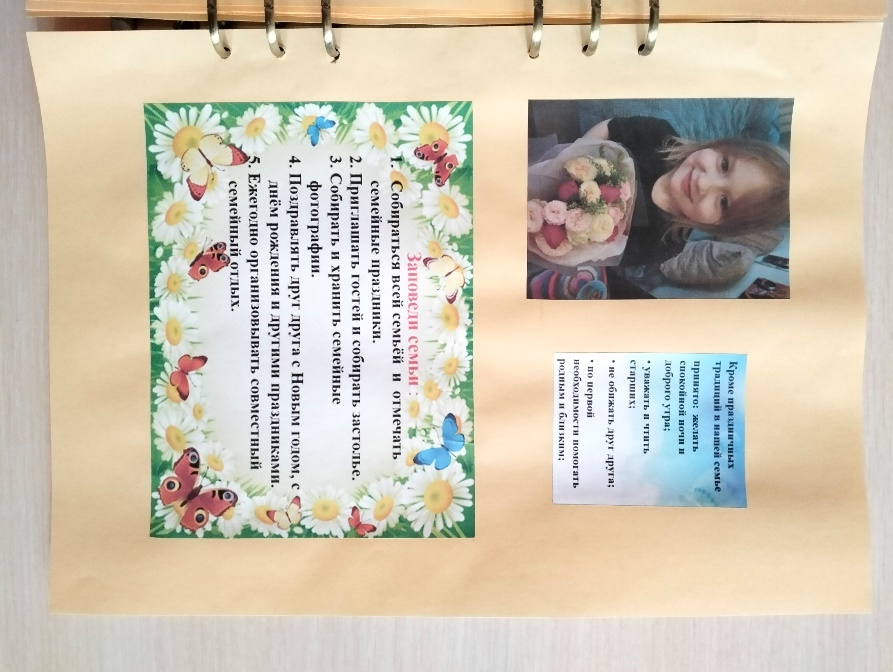 Кроме праздничных
традиций в нашей семье
принято: желать
спокойной ночи и
доброго утра;
• уважать и чтить
старших;
• не обижать друг друга;
• по первой
необходимости помогать
родным и близким;
Заповеди семьи :
1. Собираться всей семьёй и отмечать
семейные праздники.
2. Приглашать гостей и собирать застолье.
3. Собирать и хранить семейные
фотографии.
4. Поздравлять друг друга с Новым годом, с
днём рождения и другими праздниками.
5. Ежегодно организовывать совместный
семейный отдых.